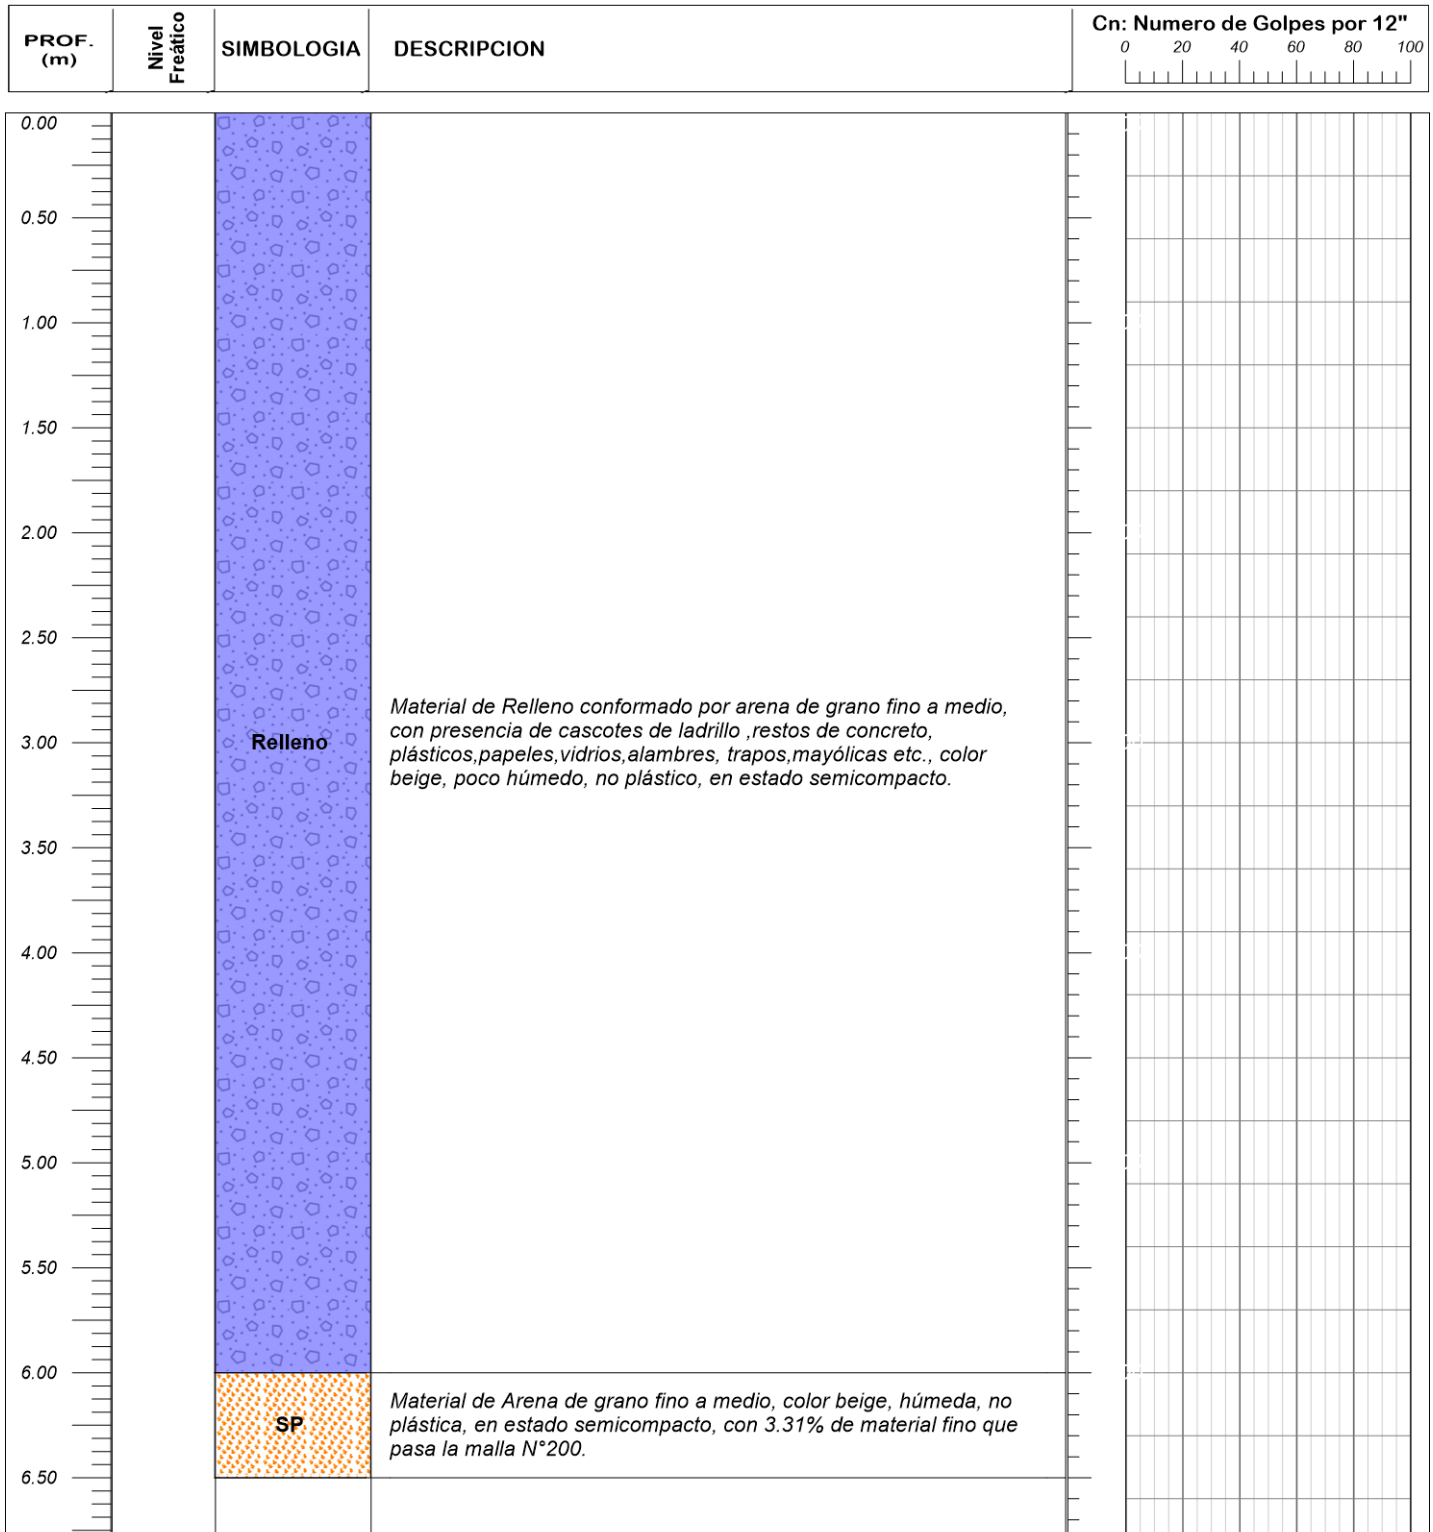 PROF.
(m)
Nivel
Freático
SIMBOLOGIA
DESCRIPCION
Cn: Numero de Golpes por 12"
0 20 40 60 80 100
0.00
0.50
1.00
1.50
2.00
2.50
Material de Relleno conformado por arena de grano fino a medio,
con presencia de cascotes de ladrillo ,restos de concreto,
3.00
Relleno
plásticos,papeles,vidrios,alambres, trapos,mayólicas etc., color
beige, poco húmedo, no plástico, en estado semicompacto.
3.50
4.00
4.50
5.00
5.50
6.00
Material de Arena de grano fino a medio, color beige, húmeda, no
SP
plástica, en estado semicompacto, con 3.31% de material fino que
pasa la malla N°200.
6.50